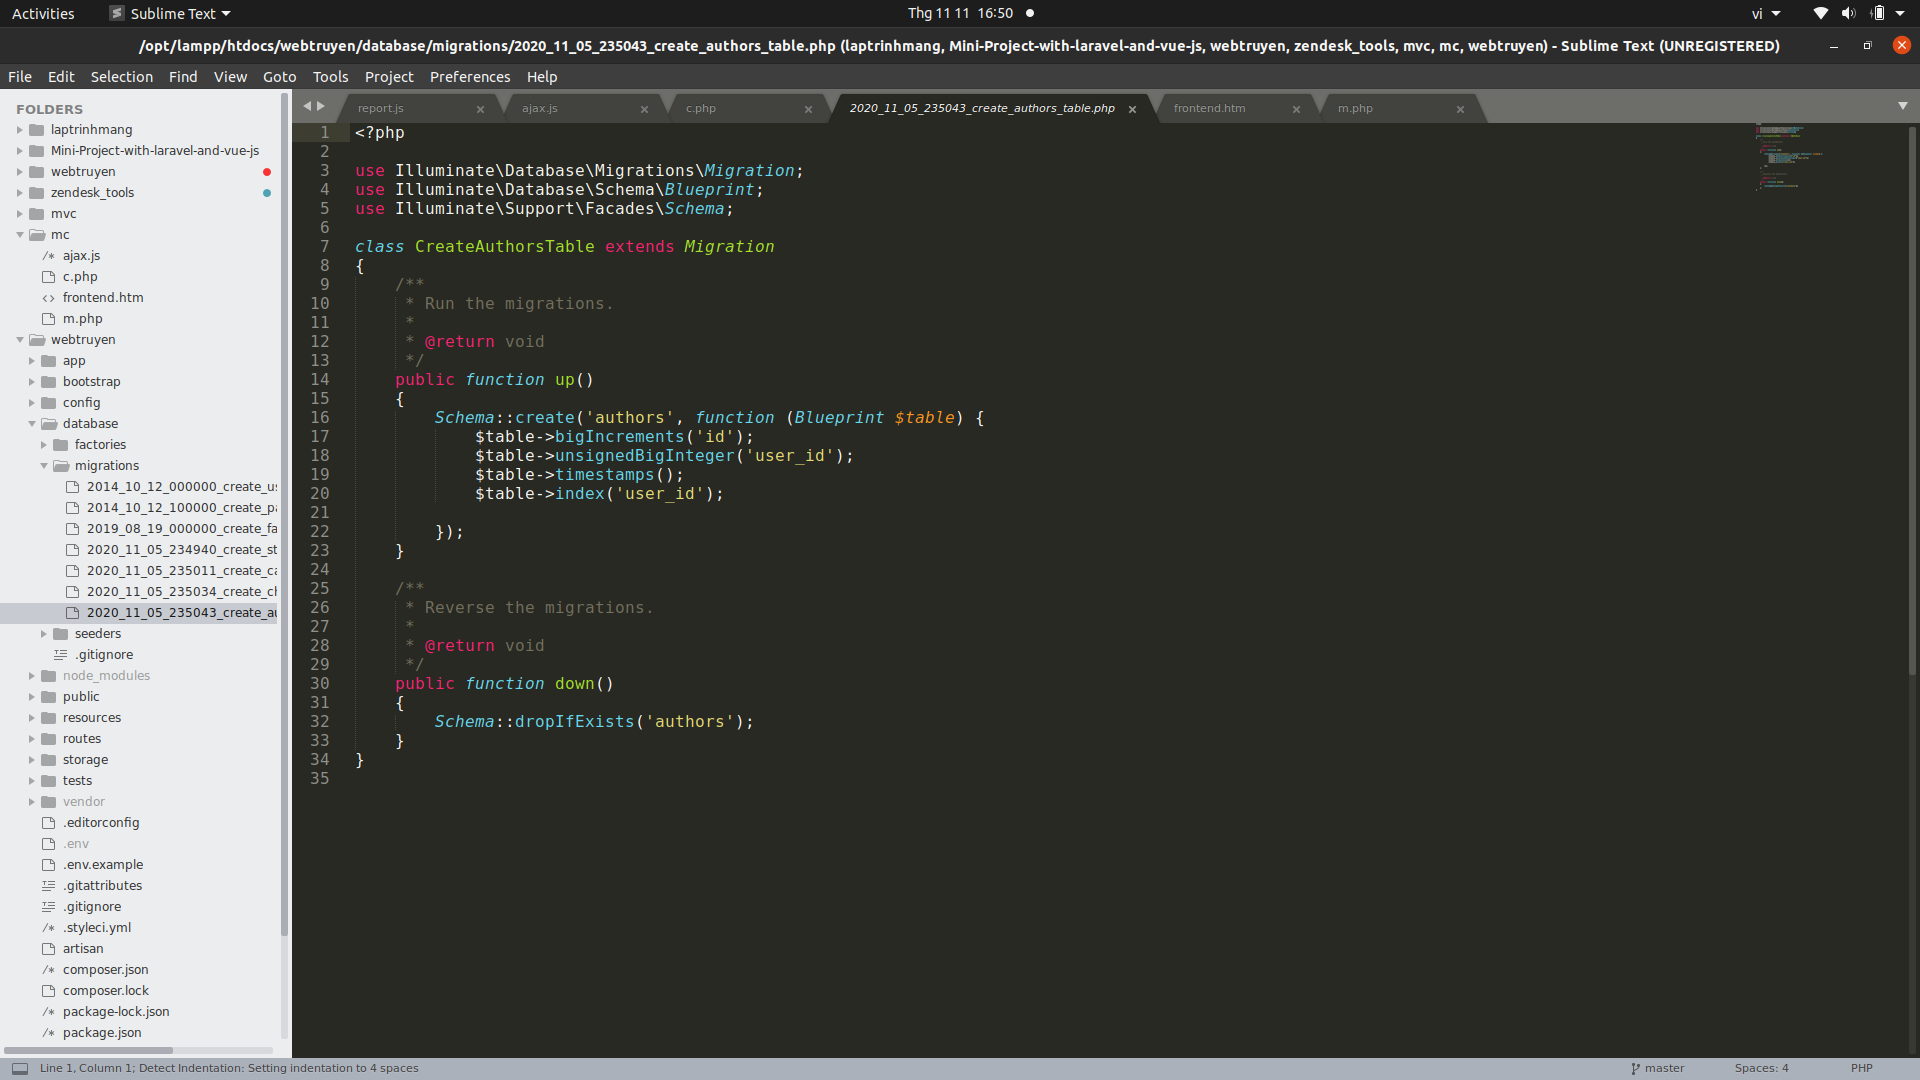 Activities
Sublime Text
Thg 11 11 16:50
vi
/opt/lampp/htdocs/webtruyen/database/migrations/2020_11_05_235043_create_authors_table.php (laptrinhmang, Mini-Project-with-laravel-and-vue-js, webtruyen, zendesk_tools, mvc, mc, webtruyen) - Sublime Text (UNREGISTERED)
File Edit Selection Find View Goto Tools Project Preferences Help
FOLDERS
laptrinhmang
Mini-Project-with-laravel-and-vue-js
webtruyen
zendesk_tools
mvc
mc
/* ajax.js
c.php
<> frontend.htm
m.php
webtruyen
app
bootstrap
config
database
factories
migrations
2014_10_12_000000_create_us
2014_10_12_100000_create_pa
2019_08_19_000000_create_fa
2020_11_05_234940_create_st
2020_11_05_235011_create_ca
2020_11_05_235034_create_ch
2020_11_05_235043_create_au
seeders
.gitignore
node_modules
public
resources
routes
storage
tests
vendor
.editorconfig
.env
.env.example
.gitattributes
.gitignore
/* .styleci.yml
artisan
/* composer.json
composer.lock
/* package-lock.json
/* package.json
report.js
ajax.js
c.php
2020_11_05_235043_create_authors_table.php
frontend.htm
m.php
1 <?php
2
3 use Illuminate\Database\Migrations\Migration;
4 use Illuminate\Database\Schema\Blueprint;
5 use Illuminate\Support\Facades\Schema;
6
7 class CreateAuthorsTable extends Migration
8 {
9     /**
10      * Run the migrations.
11      *
12      * @return void
13      */
14     public function up()
15     {
16         Schema::create('authors', function (Blueprint $table) {
17             $table->bigIncrements('id');
18             $table->unsignedBigInteger('user_id');
19             $table->timestamps();
20             $table->index('user_id');
21
22         });
23     }
24
25     /**
26      * Reverse the migrations.
27      *
28      * @return void
29      */
30     public function down()
31     {
32         Schema::dropIfExists('authors');
33     }
34 }
35
Line 1, Column 1; Detect Indentation: Setting indentation to 4 spaces
master
Spaces: 4
PHP